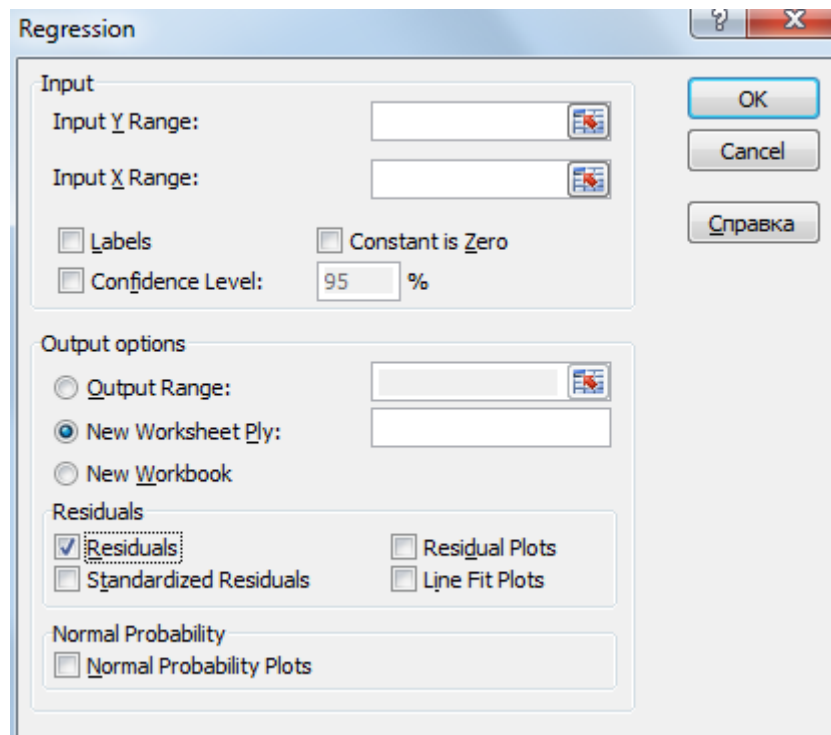 Regression
Input
Input Y Range:
OK
Cancel
Input X Range:
Справка
Labels
Constant is Zero
Confidence Level:
95 %
Output options
Output Range:
New Worksheet Ply:
New Workbook
Residuals
Residuals
Residual Plots
Standardized Residuals
Line Fit Plots
Normal Probability
Normal Probability Plots